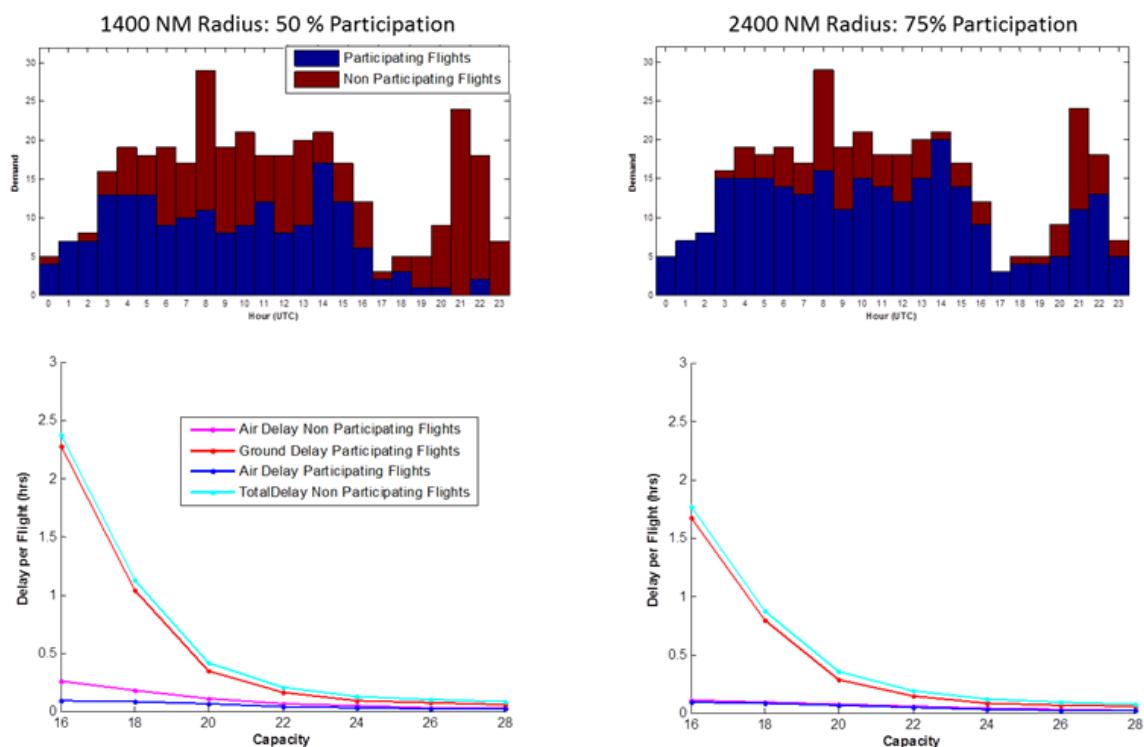 1400 NM Radius: 50 % Participation
2400 NM Radius: 75% Participation
30
25
20
15
10
5
0
Demand
Participating Flights
Non Participating Flights
0 1 2 3 4 5 6 7 8 9 10 11 12 13 14 15 16 17 18 19 20 21 22 23
Hour (UTC)
30
25
20
15
10
5
0
Demand
0 1 2 3 4 5 6 7 8 9 10 11 12 13 14 15 16 17 18 19 20 21 22 23
Hour (UTC)
3
2.5
2
1.5
1
0.5
0
Delay per Flight (hrs)
Air Delay Non Participating Flights
Ground Delay Participating Flights
Air Delay Participating Flights
TotalDelay Non Participating Flights
16 18 20 22 24 26 28
Capacity
3
2.5
2
1.5
1
0.5
0
Delay per Flight (hrs)
16 18 20 22 24 26 28
Capacity